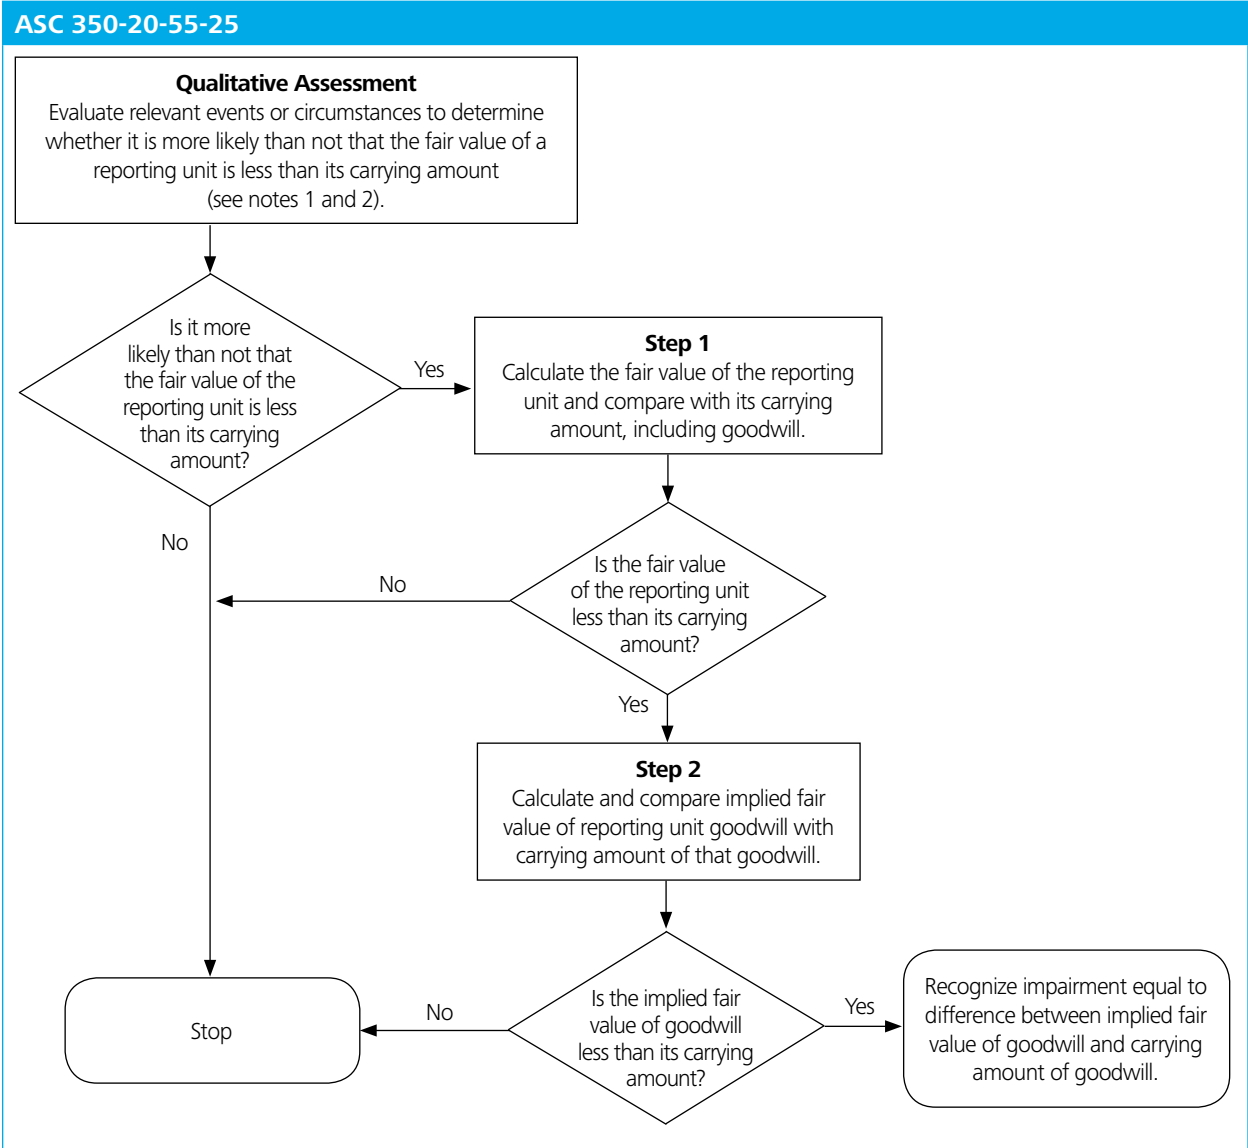 ASC 350-20-55-25
Qualitative Assessment
Evaluate relevant events or circumstances to determine
whether it is more likely than not that the fair value of a
reporting unit is less than its carrying amount
(see notes 1 and 2).
Is it more
likely than not that
the fair value of the
reporting unit is less
than its carrying
amount?
Yes
Step 1
Calculate the fair value of the reporting
unit and compare with its carrying
amount, including goodwill.
No
No
Is the fair value
of the reporting unit
less than its carrying
amount?
Yes
Step 2
Calculate and compare implied fair
value of reporting unit goodwill with
carrying amount of that goodwill.
Stop
No
Is the implied fair
value of goodwill
less than its carrying
amount?
Yes
Recognize impairment equal to
difference between implied fair
value of goodwill and carrying
amount of goodwill.